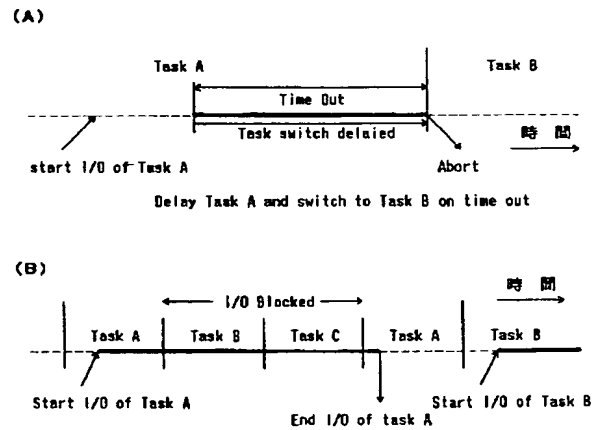 (A)
Task A
Task B
Time Out
Task switch delaied
時 間
start I/O of Task A
Abort
Delay Task A and switch to Task B on time out
(B)
時 間
I/O Blocked
Task A
Task B
Task C
Task A
Task B
Start I/O of Task A
Start I/O of Task B
End I/O of task A